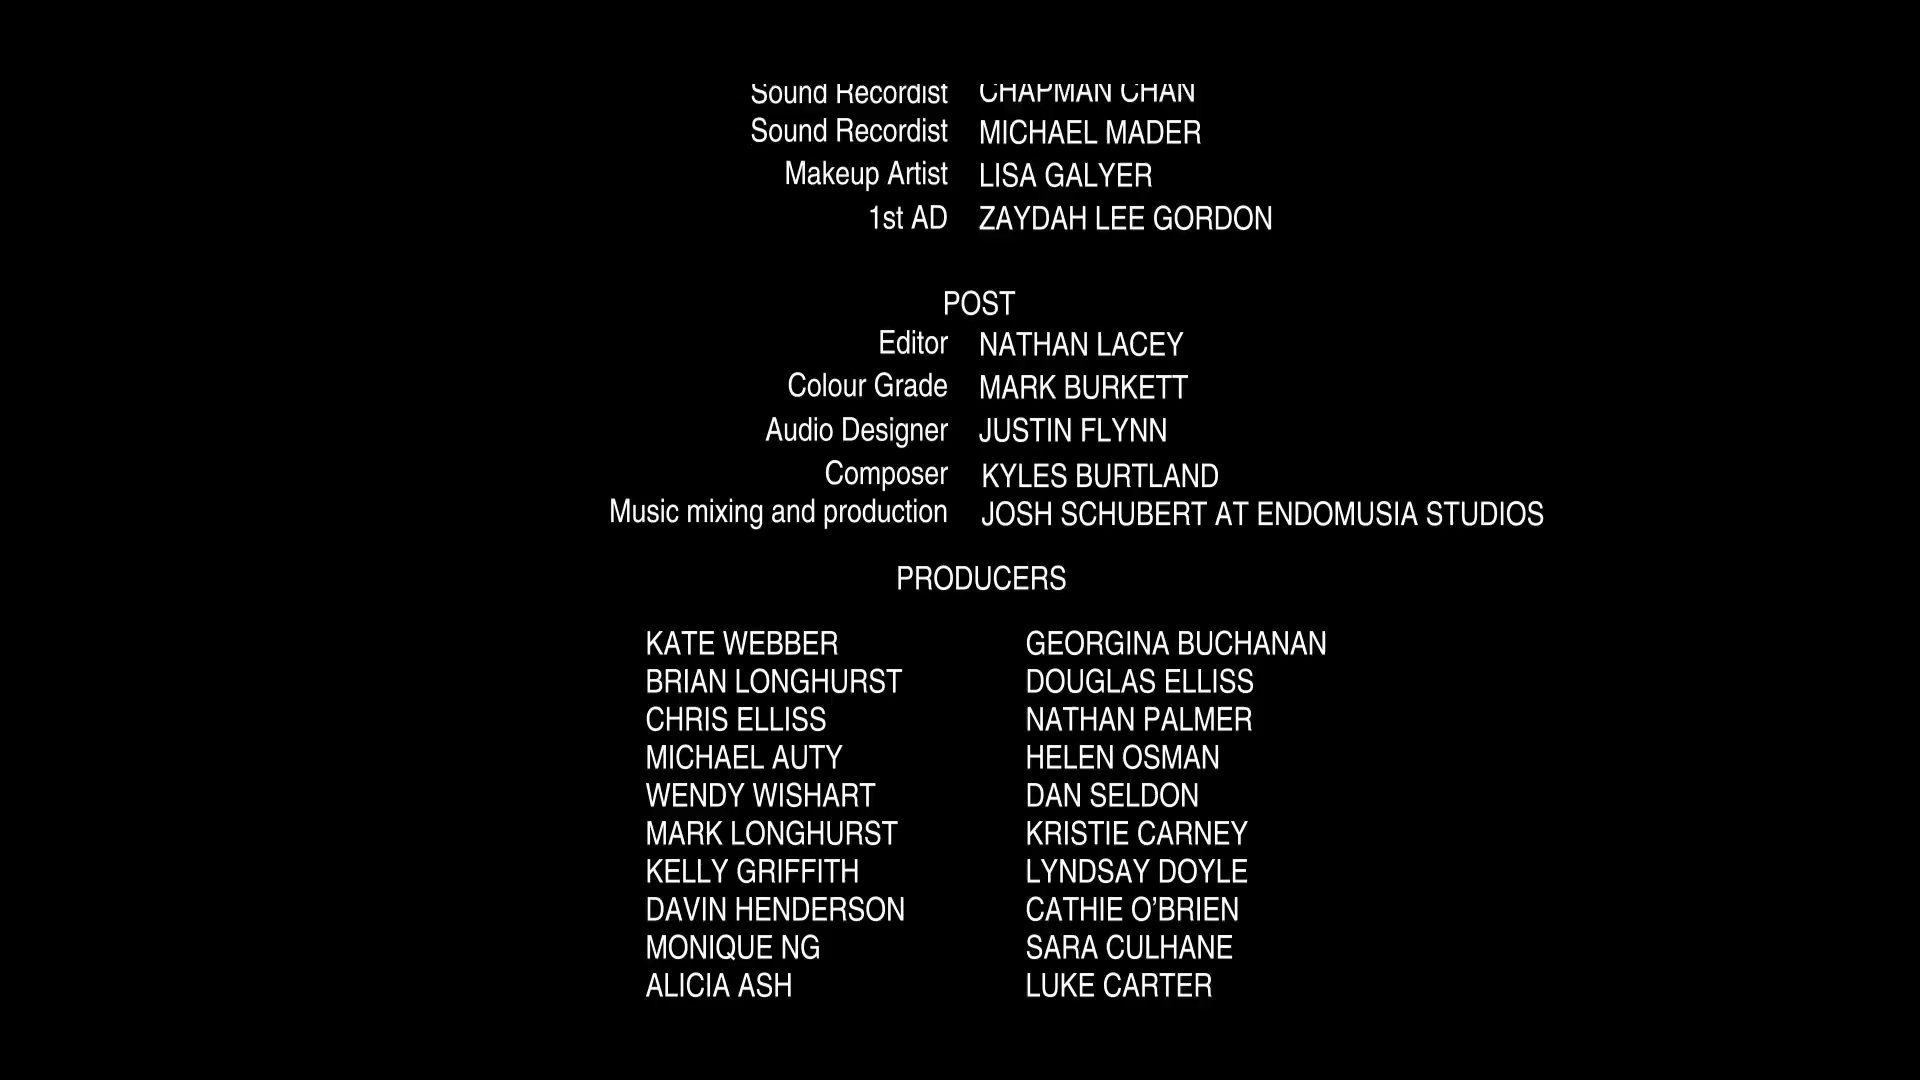 Sound Recordist CHAPMAN CHAN
Sound Recordist MICHAEL MADER
Makeup Artist LISA GALYER
1st AD ZAYDAH LEE GORDON
POST
Editor NATHAN LACEY
Colour Grade MARK BURKETT
Audio Designer JUSTIN FLYNN
Composer KYLES BURTLAND
Music mixing and production JOSH SCHUBERT AT ENDOMUSIA STUDIOS
PRODUCERS
KATE WEBBER GEORGINA BUCHANAN
BRIAN LONGHURST DOUGLAS ELLISS
CHRIS ELLISS NATHAN PALMER
MICHAEL AUTY HELEN OSMAN
WENDY WISHART DAN SELDON
MARK LONGHURST KRISTIE CARNEY
KELLY GRIFFITH LYNDSAY DOYLE
DAVIN HENDERSON CATHIE O’BRIEN
MONIQUE NG SARA CULHANE
ALICIA ASH LUKE CARTER